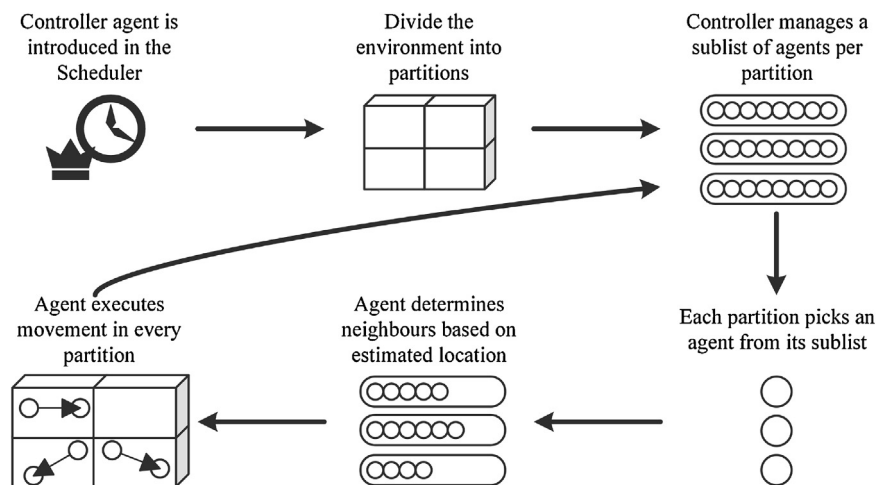 Controller agent is
introduced in the
Scheduler
Divide the
environment into
partitions
Controller manages a
sublist of agents per
partition
Agent executes
movement in every
partition
Agent determines
neighbours based on
estimated location
Each partition picks an
agent from its sublist